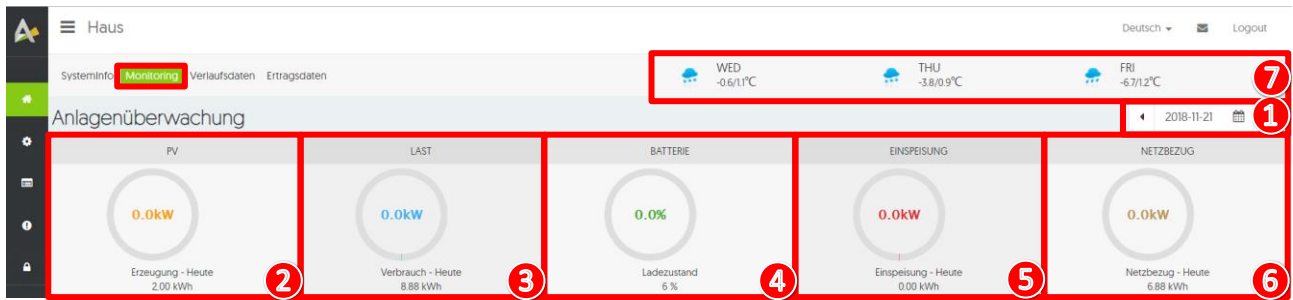 Haus
Deutsch
Logout
SystemInfo Monitoring Verlaufsdaten Ertragsdaten
WED
-0.6/1.1°C
THU
-3.8/0.9°C
FRI
-6.7/1.2°C
7
Anlagenüberwachung
2018-11-21
1
PV
LAST
BATTERIE
EINSPEISUNG
NETZBEZUG
0.0kW
0.0kW
0.0%
0.0kW
0.0kW
Erzeugung - Heute
2.00 kWh
2
Verbrauch - Heute
8.88 kWh
3
Ladezustand
6 %
4
Einspeisung - Heute
0.00 kWh
5
Netzbezug - Heute
6.88 kWh
6